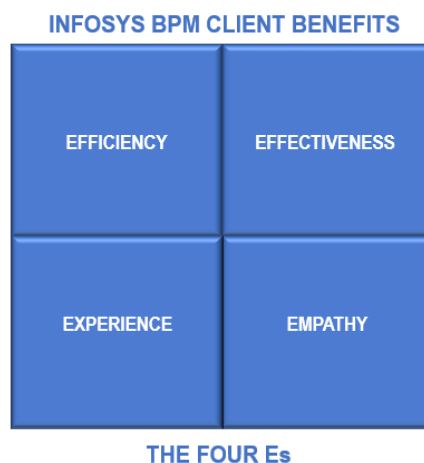 INFOSYS BPM CLIENT BENEFITS
EFFICIENCY
EFFECTIVENESS
EXPERIENCE
EMPATHY
THE FOUR Es